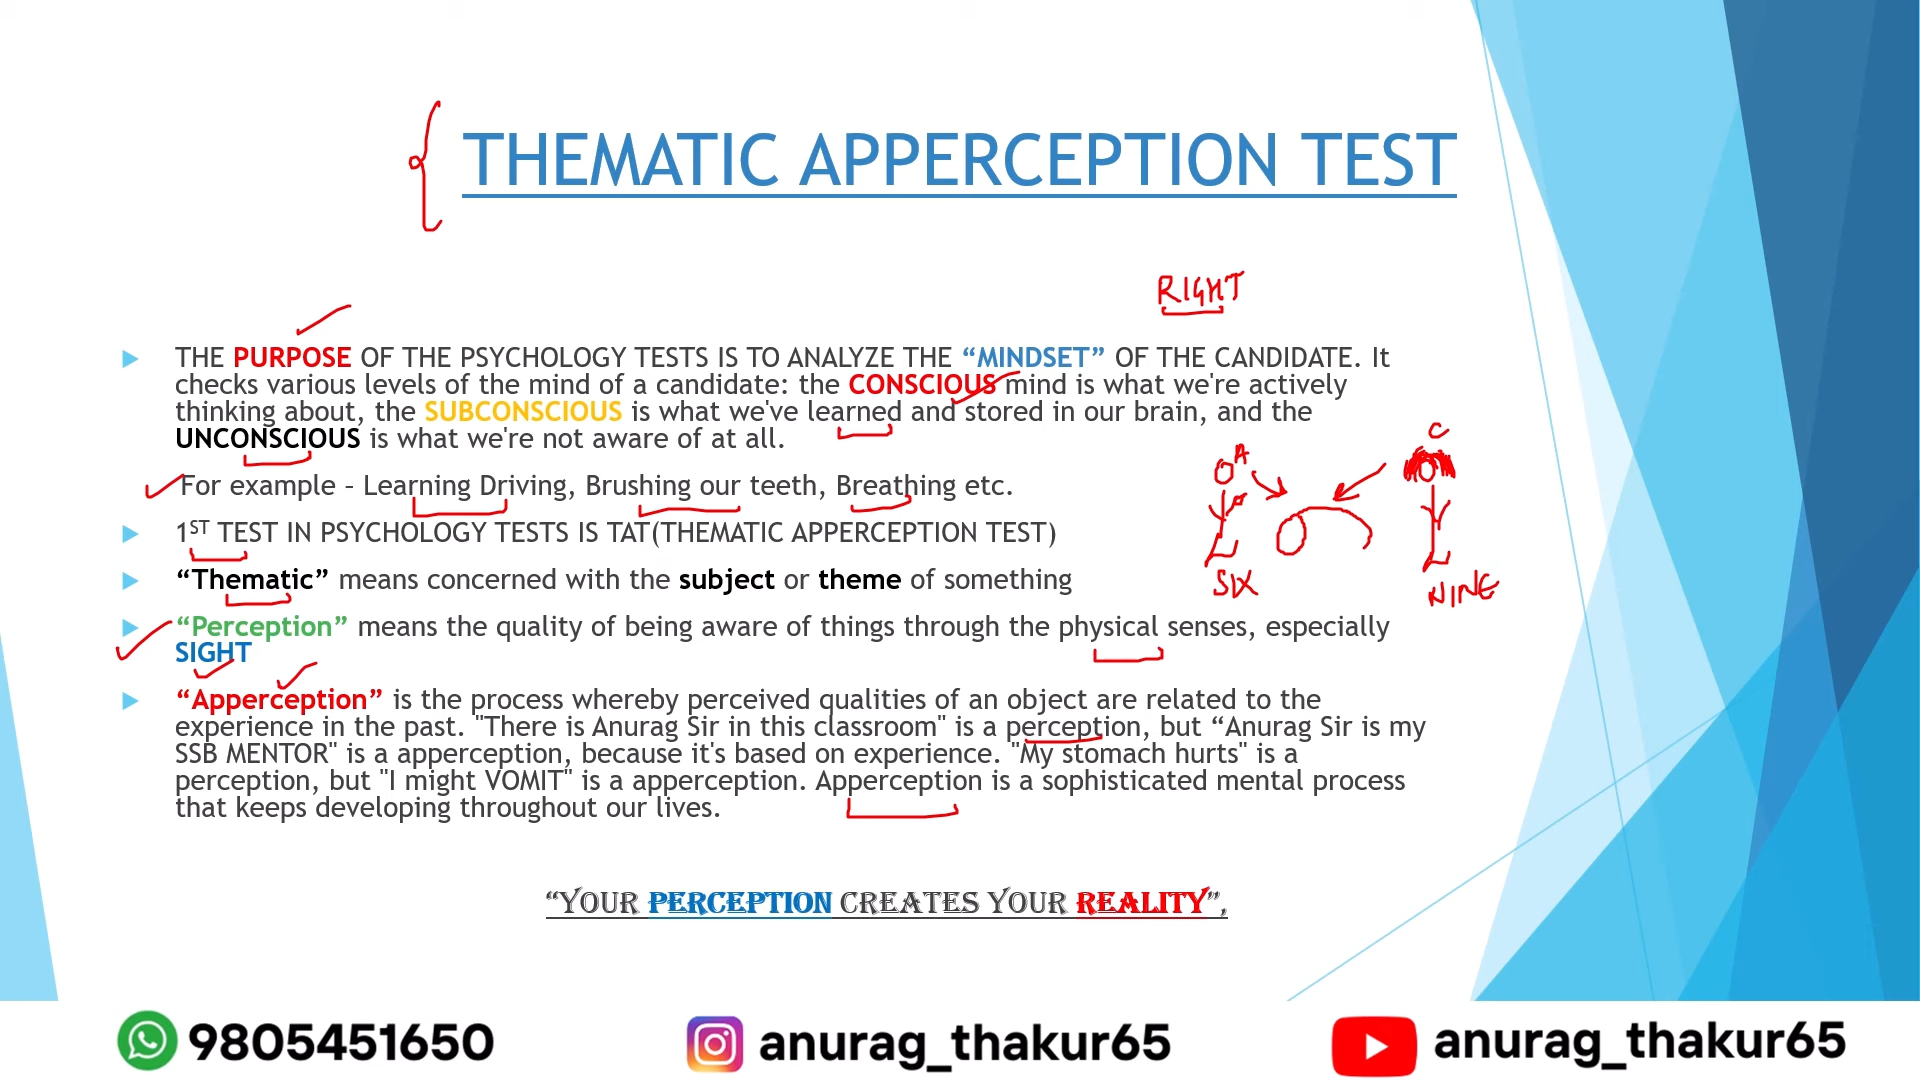 THEMATIC APPERCEPTION TEST
RIGHT
THE PURPOSE OF THE PSYCHOLOGY TESTS IS TO ANALYZE THE “MINDSET” OF THE CANDIDATE. It
checks various levels of the mind of a candidate: the CONSCIOUS mind is what we're actively
thinking about, the SUBCONSCIOUS is what we've learned and stored in our brain, and the
UNCONSCIOUS is what we're not aware of at all.
C
A
For example – Learning Driving, Brushing our teeth, Breathing etc.
1ST TEST IN PSYCHOLOGY TESTS IS TAT(THEMATIC APPERCEPTION TEST)
“Thematic” means concerned with the subject or theme of something
SIX
NINE
“Perception” means the quality of being aware of things through the physical senses, especially
SIGHT
“Apperception” is the process whereby perceived qualities of an object are related to the
experience in the past. "There is Anurag Sir in this classroom" is a perception, but “Anurag Sir is my
SSB MENTOR" is a apperception, because it's based on experience. "My stomach hurts" is a
perception, but "I might VOMIT" is a apperception. Apperception is a sophisticated mental process
that keeps developing throughout our lives.
“YOUR PERCEPTION CREATES YOUR REALITY”,
9805451650
anurag_thakur65
anurag_thakur65